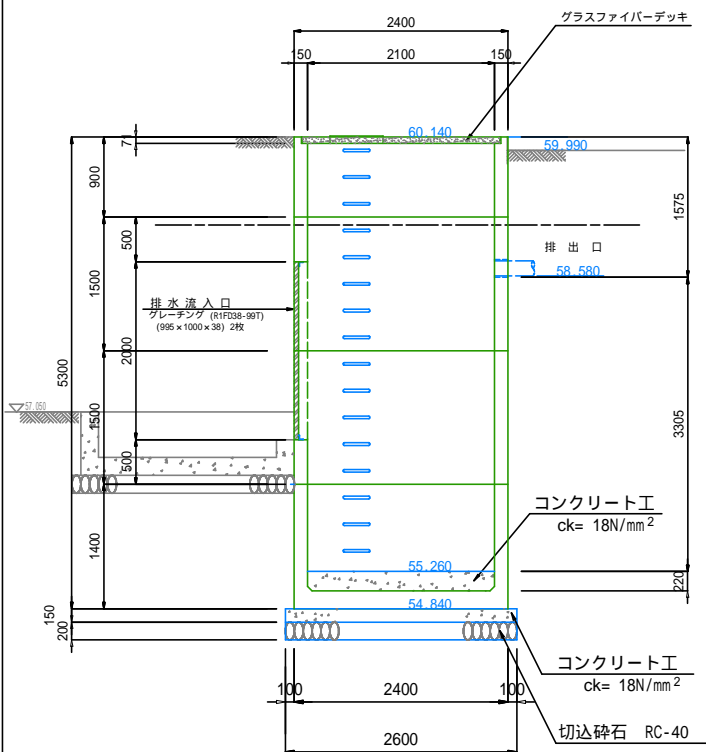 グラスファイバーデッキ
2400
150 2100 150
60.140
59.990
71
900
500
1500
1575
排 出 口
58.580
排 水 流 入 口
グレーチング (R1FD38-99T)
(995×1000×38) 2枚
2000
5300
57.050
1500
500
3305
コンクリート工
ck= 18N/mm²
1400
55.260
220
54.840
150
200
コンクリート工
ck= 18N/mm²
100 2400 100
切込砕石 RC-40
2600